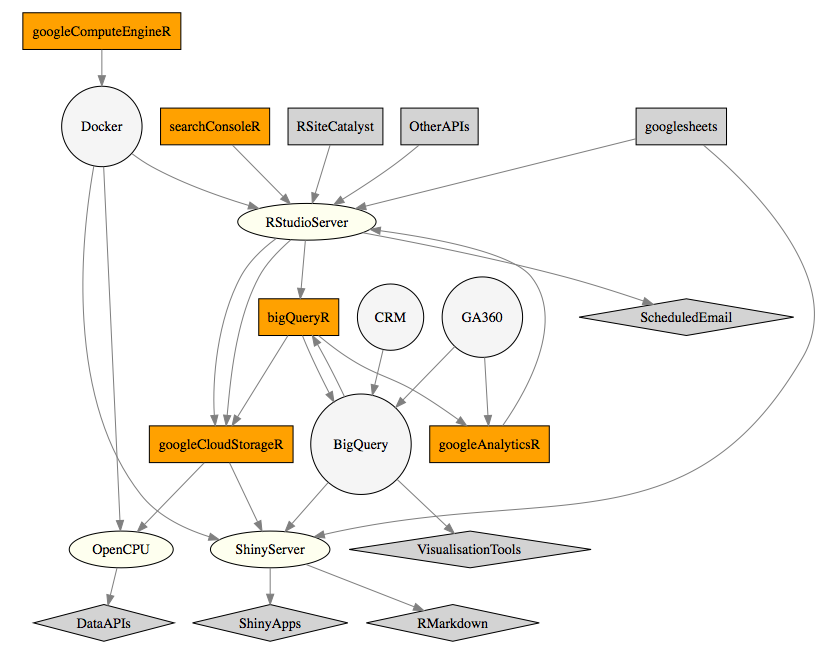 googleComputeEngineR
Docker
searchConsoleR
RSiteCatalyst
OtherAPIs
googlesheets
RStudioServer
bigQueryR
CRM
GA360
ScheduledEmail
googleCloudStorageR
BigQuery
googleAnalyticsR
OpenCPU
ShinyServer
VisualisationTools
DataAPIs
ShinyApps
RMarkdown